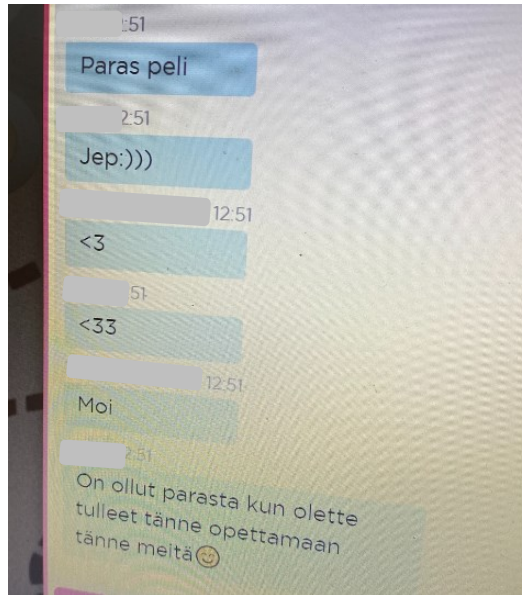 :51
Paras peli
2:51
Jep:)))
12:51
<3
51
<33
12:51
Moi
2:51
On ollut parasta kun olette
tulleet tänne opettamaan
tänne meitä😊